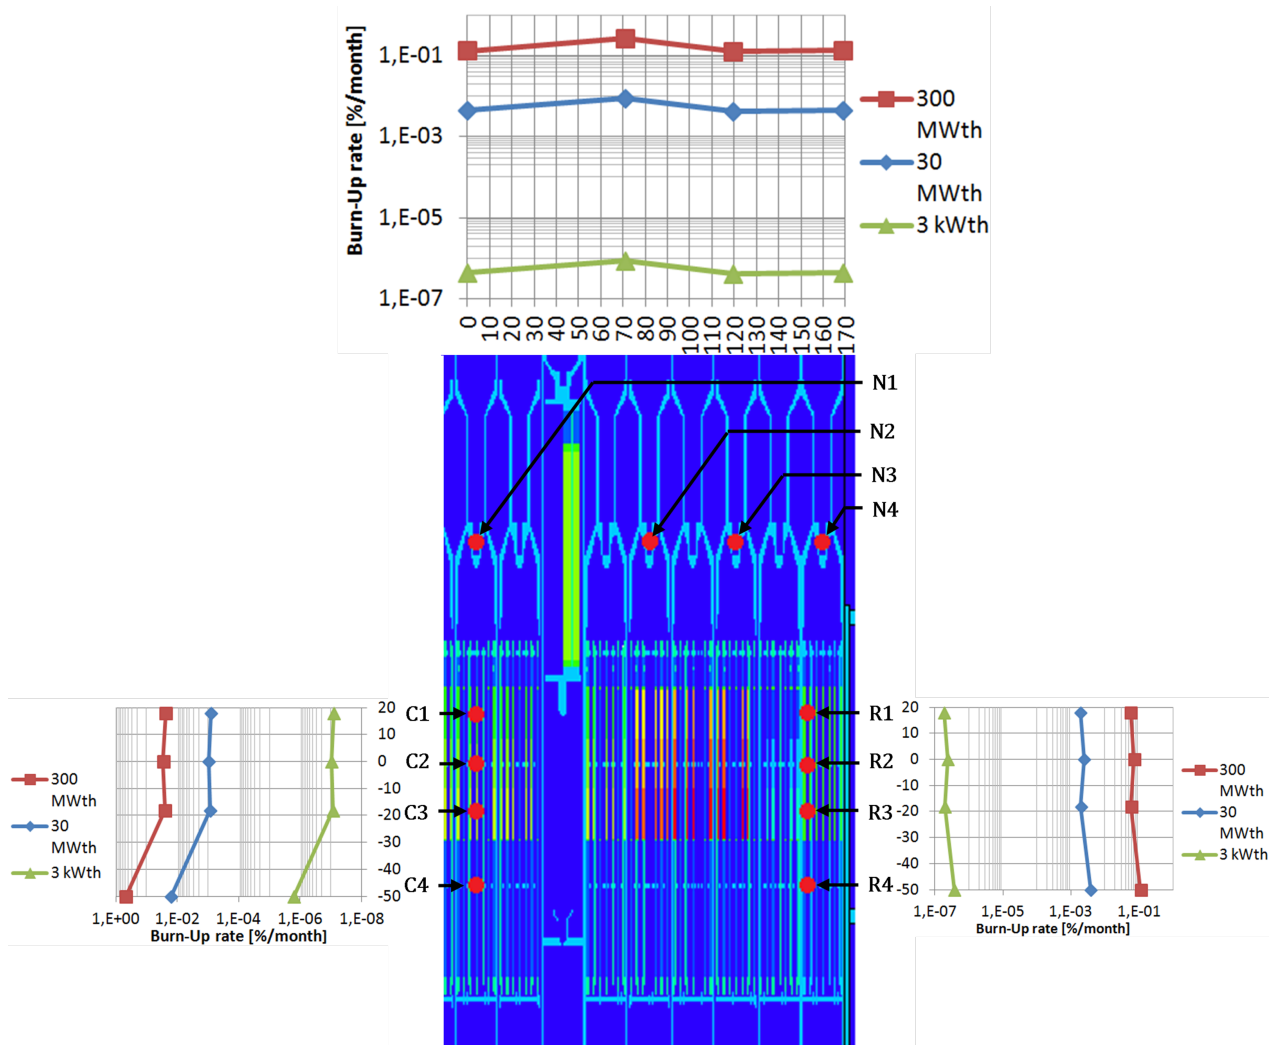 Burn-Up rate [%/month]
1,E-01
1,E-03
1,E-05
1,E-07
0 10 20 30 40 50 60 70 80 90 100 110 120 130 140 150 160 170
300
MWth
30
MWth
3 kWth
N1
N2
N3
N4
C1
C2
C3
C4
R1
R2
R3
R4
300
MWth
30
MWth
3 kWth
20
10
0
-10
-20
-30
-40
-50
1,E+00 1,E-02 1,E-04 1,E-06 1,E-08
Burn-Up rate [%/month]
20
10
0
-10
-20
-30
-40
-50
1,E-07 1,E-05 1,E-03 1,E-01
Burn-Up rate [%/month]
300
MWth
30
MWth
3 kWth